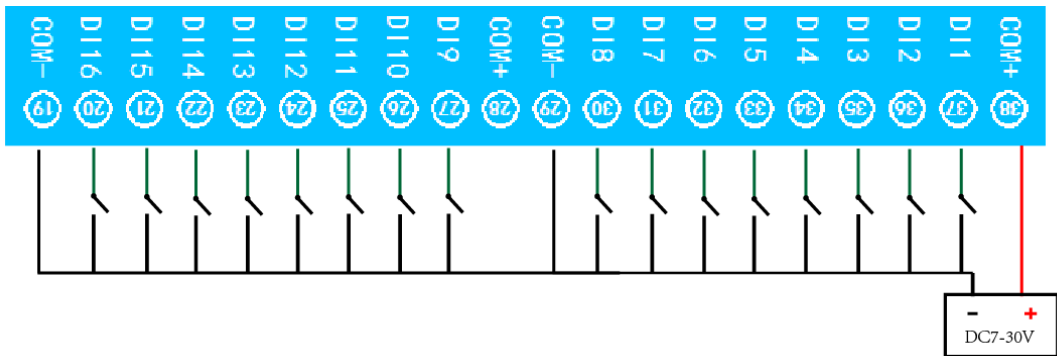 COM- DI16 DI15 DI14 DI13 DI12 DI11 DI10 DI9 COM+ COM- DI8 DI7 DI6 DI5 DI4 DI3 DI2 DI1 COM+
19 20 21 22 23 24 25 26 27 28 29 30 31 32 33 34 35 36 37 38
- +
DC7-30V